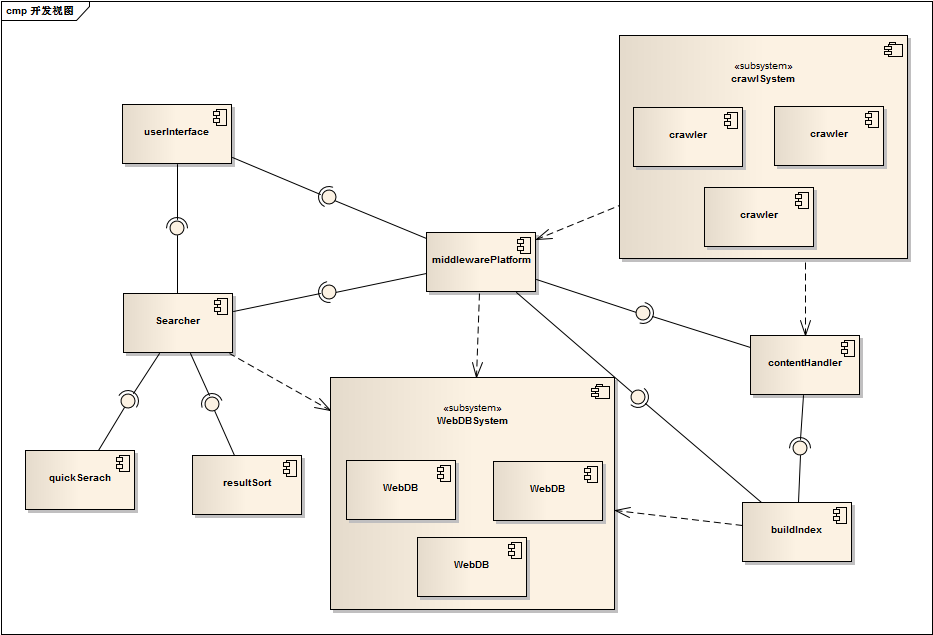 cmp 开发视图
«subsystem»
crawlSystem
crawler
crawler
crawler
userInterface
middlewarePlatform
Searcher
contentHandler
«subsystem»
WebDBSystem
quickSerach
resultSort
WebDB
WebDB
WebDB
buildIndex